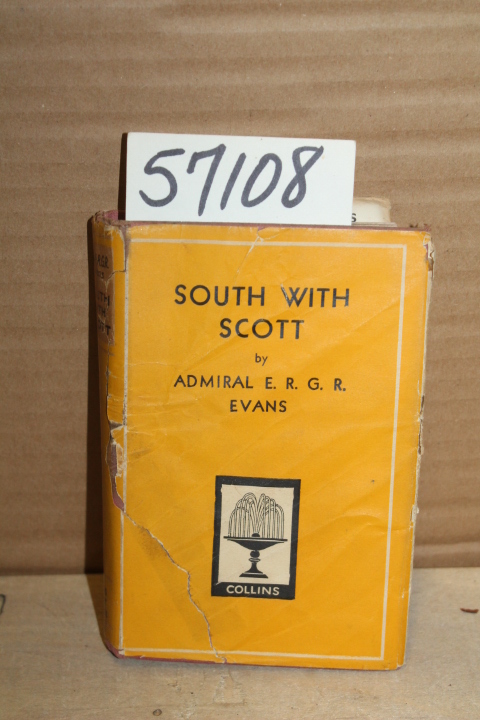 57108
SOUTH WITH
SCOTT
by
ADMIRAL E. R. G. R.
EVANS
COLLINS